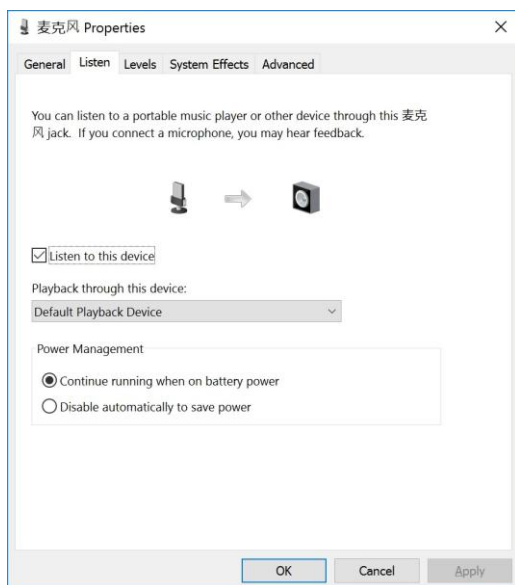 麦克风 Properties
General Listen Levels System Effects Advanced
You can listen to a portable music player or other device through this 麦克
风 jack. If you connect a microphone, you may hear feedback.
Listen to this device
Playback through this device:
Default Playback Device
Power Management
Continue running when on battery power
Disable automatically to save power
OK Cancel Apply